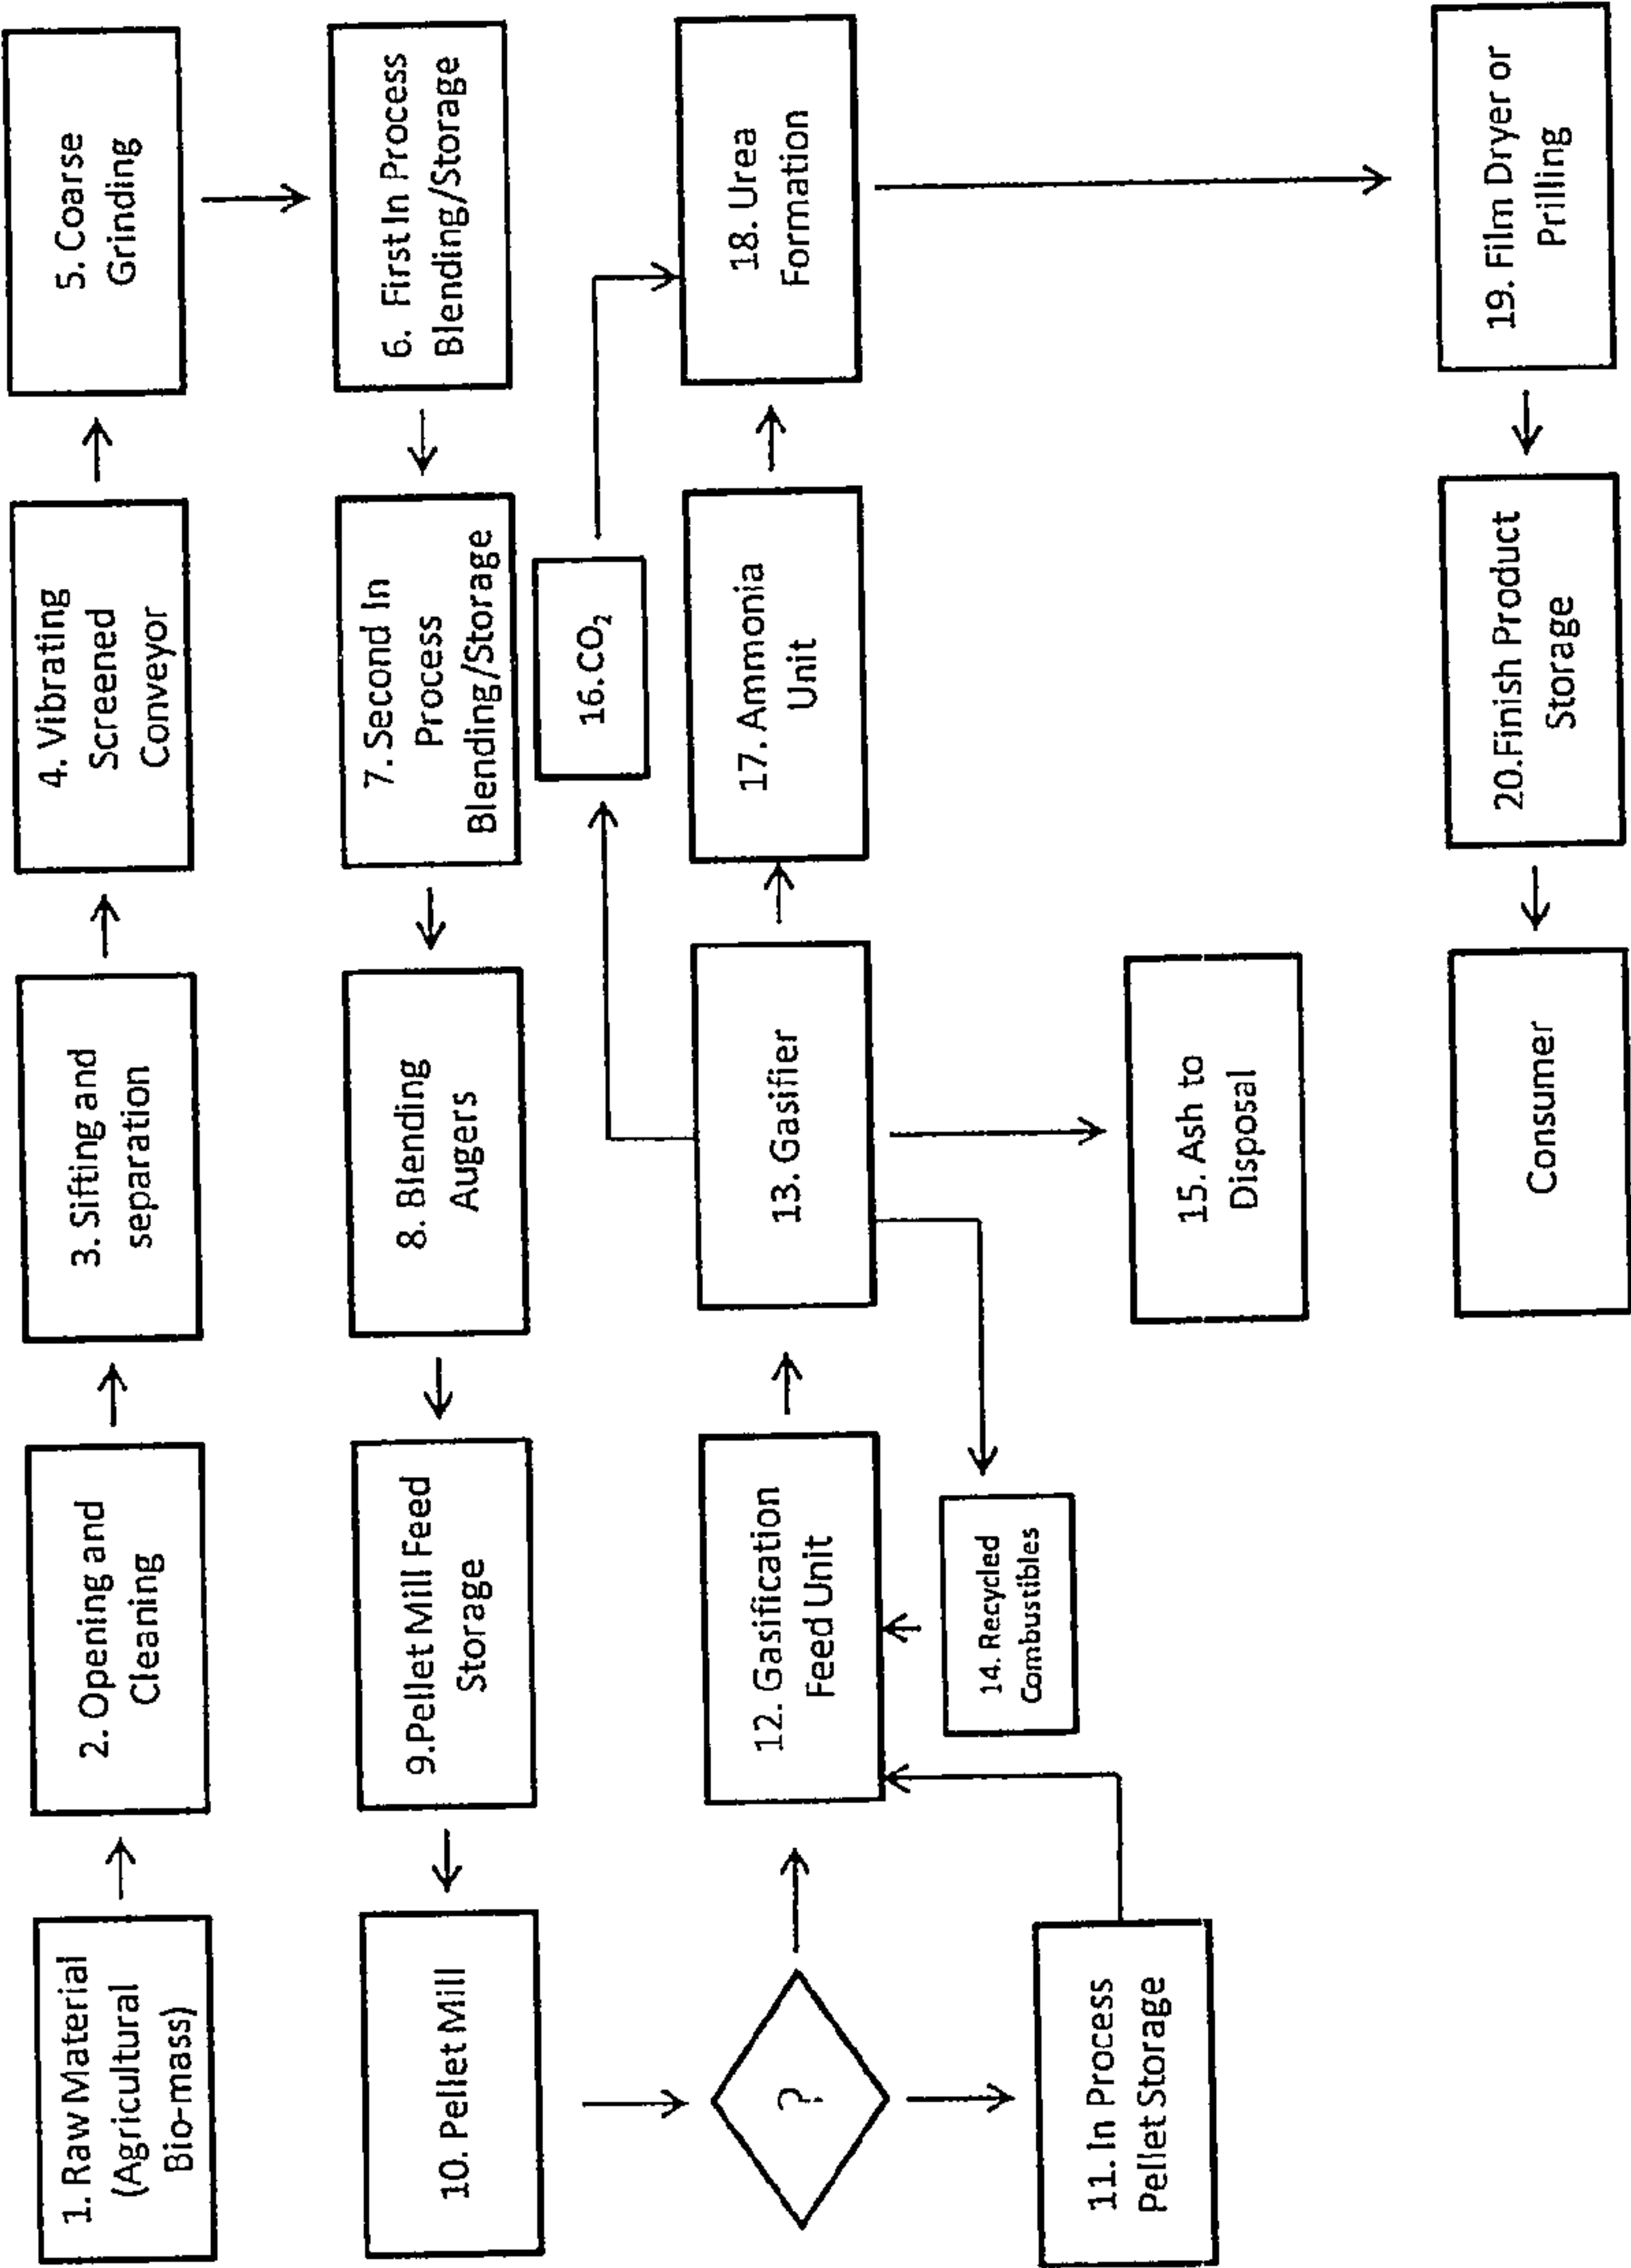 1. Raw Material
(Agricultural
Bio-mass)
2. Opening and
Cleaning
3. Sifting and
separation
4. Vibrating
Screened
Conveyor
5. Coarse
Grinding
6. First In Process
Blending/Storage
7. Second In
Process
Blending/Storage
8. Blending
Augers
9.Pellet Mill Feed
Storage
10. Pellet Mill
?
11. In Process
Pellet Storage
12. Gasification
Feed Unit
13. Gasifier
14. Recycled
Combustibles
15. Ash to
Disposal
16. CO₂
17. Ammonia
Unit
18. Urea
Formation
19. Film Dryer or
Prilling
20.Finish Product
Storage
Consumer